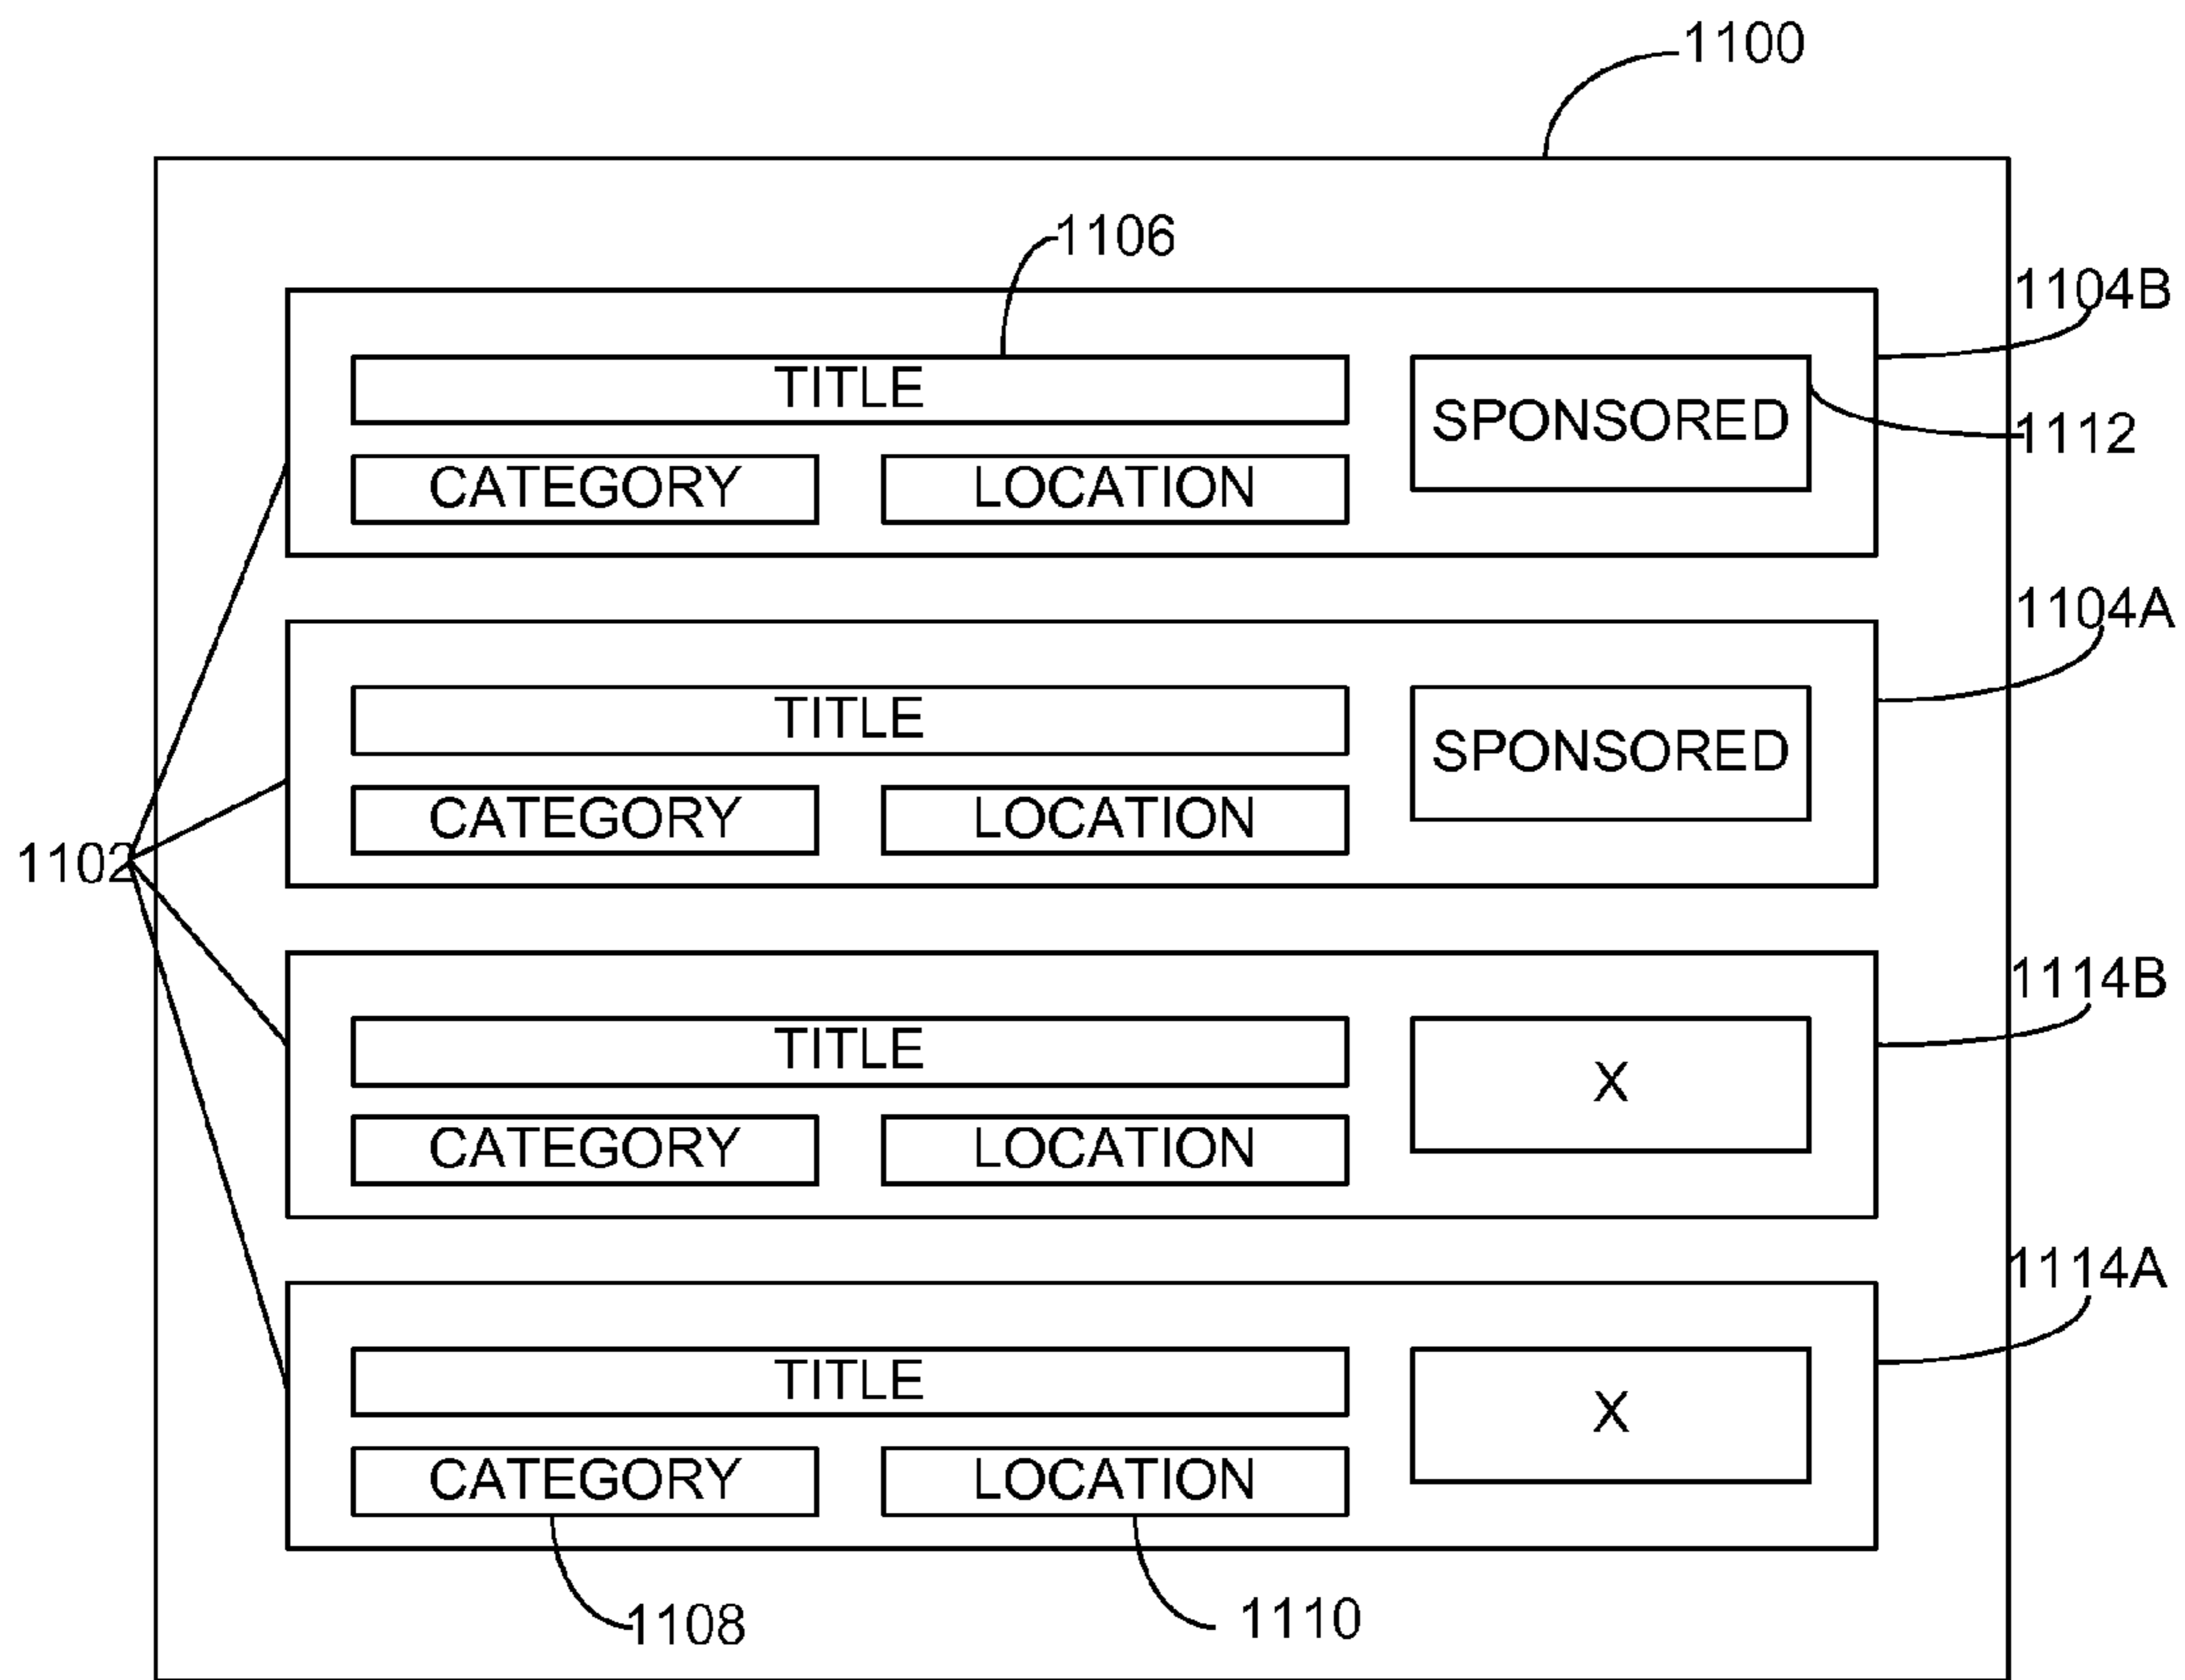 1100
1106
1104B
TITLE
SPONSORED
1112
CATEGORY LOCATION
1104A
TITLE
SPONSORED
CATEGORY LOCATION
1102
1114B
TITLE
X
CATEGORY LOCATION
1114A
TITLE
X
CATEGORY LOCATION
1108 1110